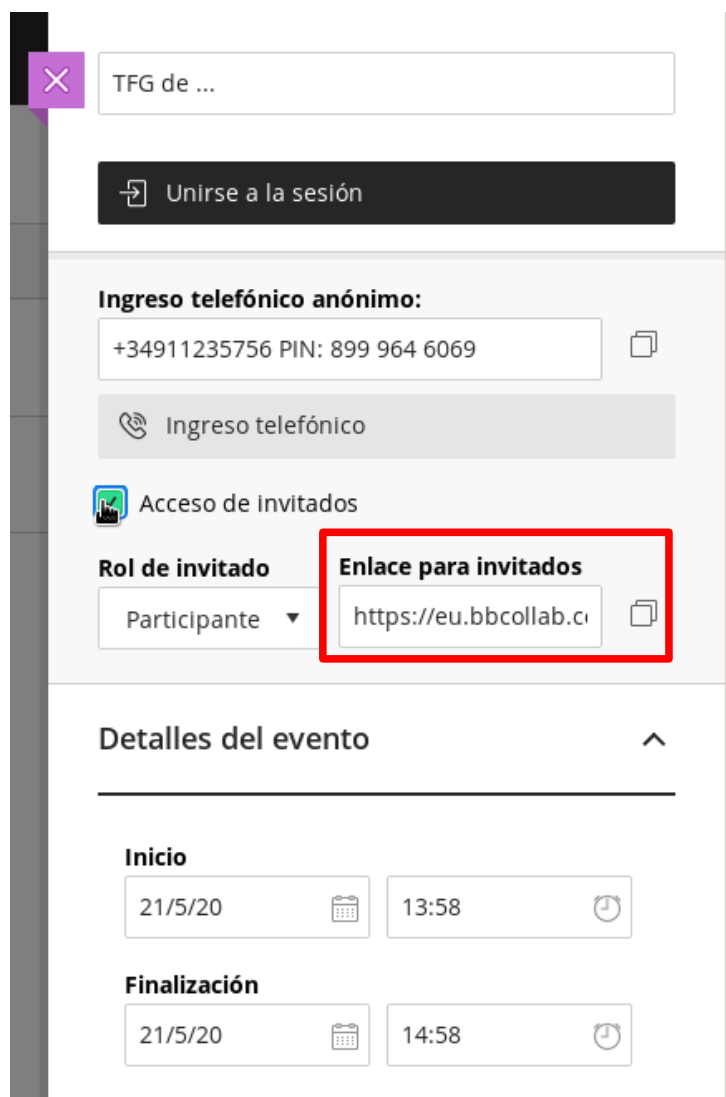 TFG de ...
Unirse a la sesión
Ingreso telefónico anónimo:
+34911235756 PIN: 899 964 6069
Ingreso telefónico
Acceso de invitados
Rol de invitado
Enlace para invitados
Participante
https://eu.bbcollab.c
Detalles del evento
Inicio
21/5/20 13:58
Finalización
21/5/20 14:58